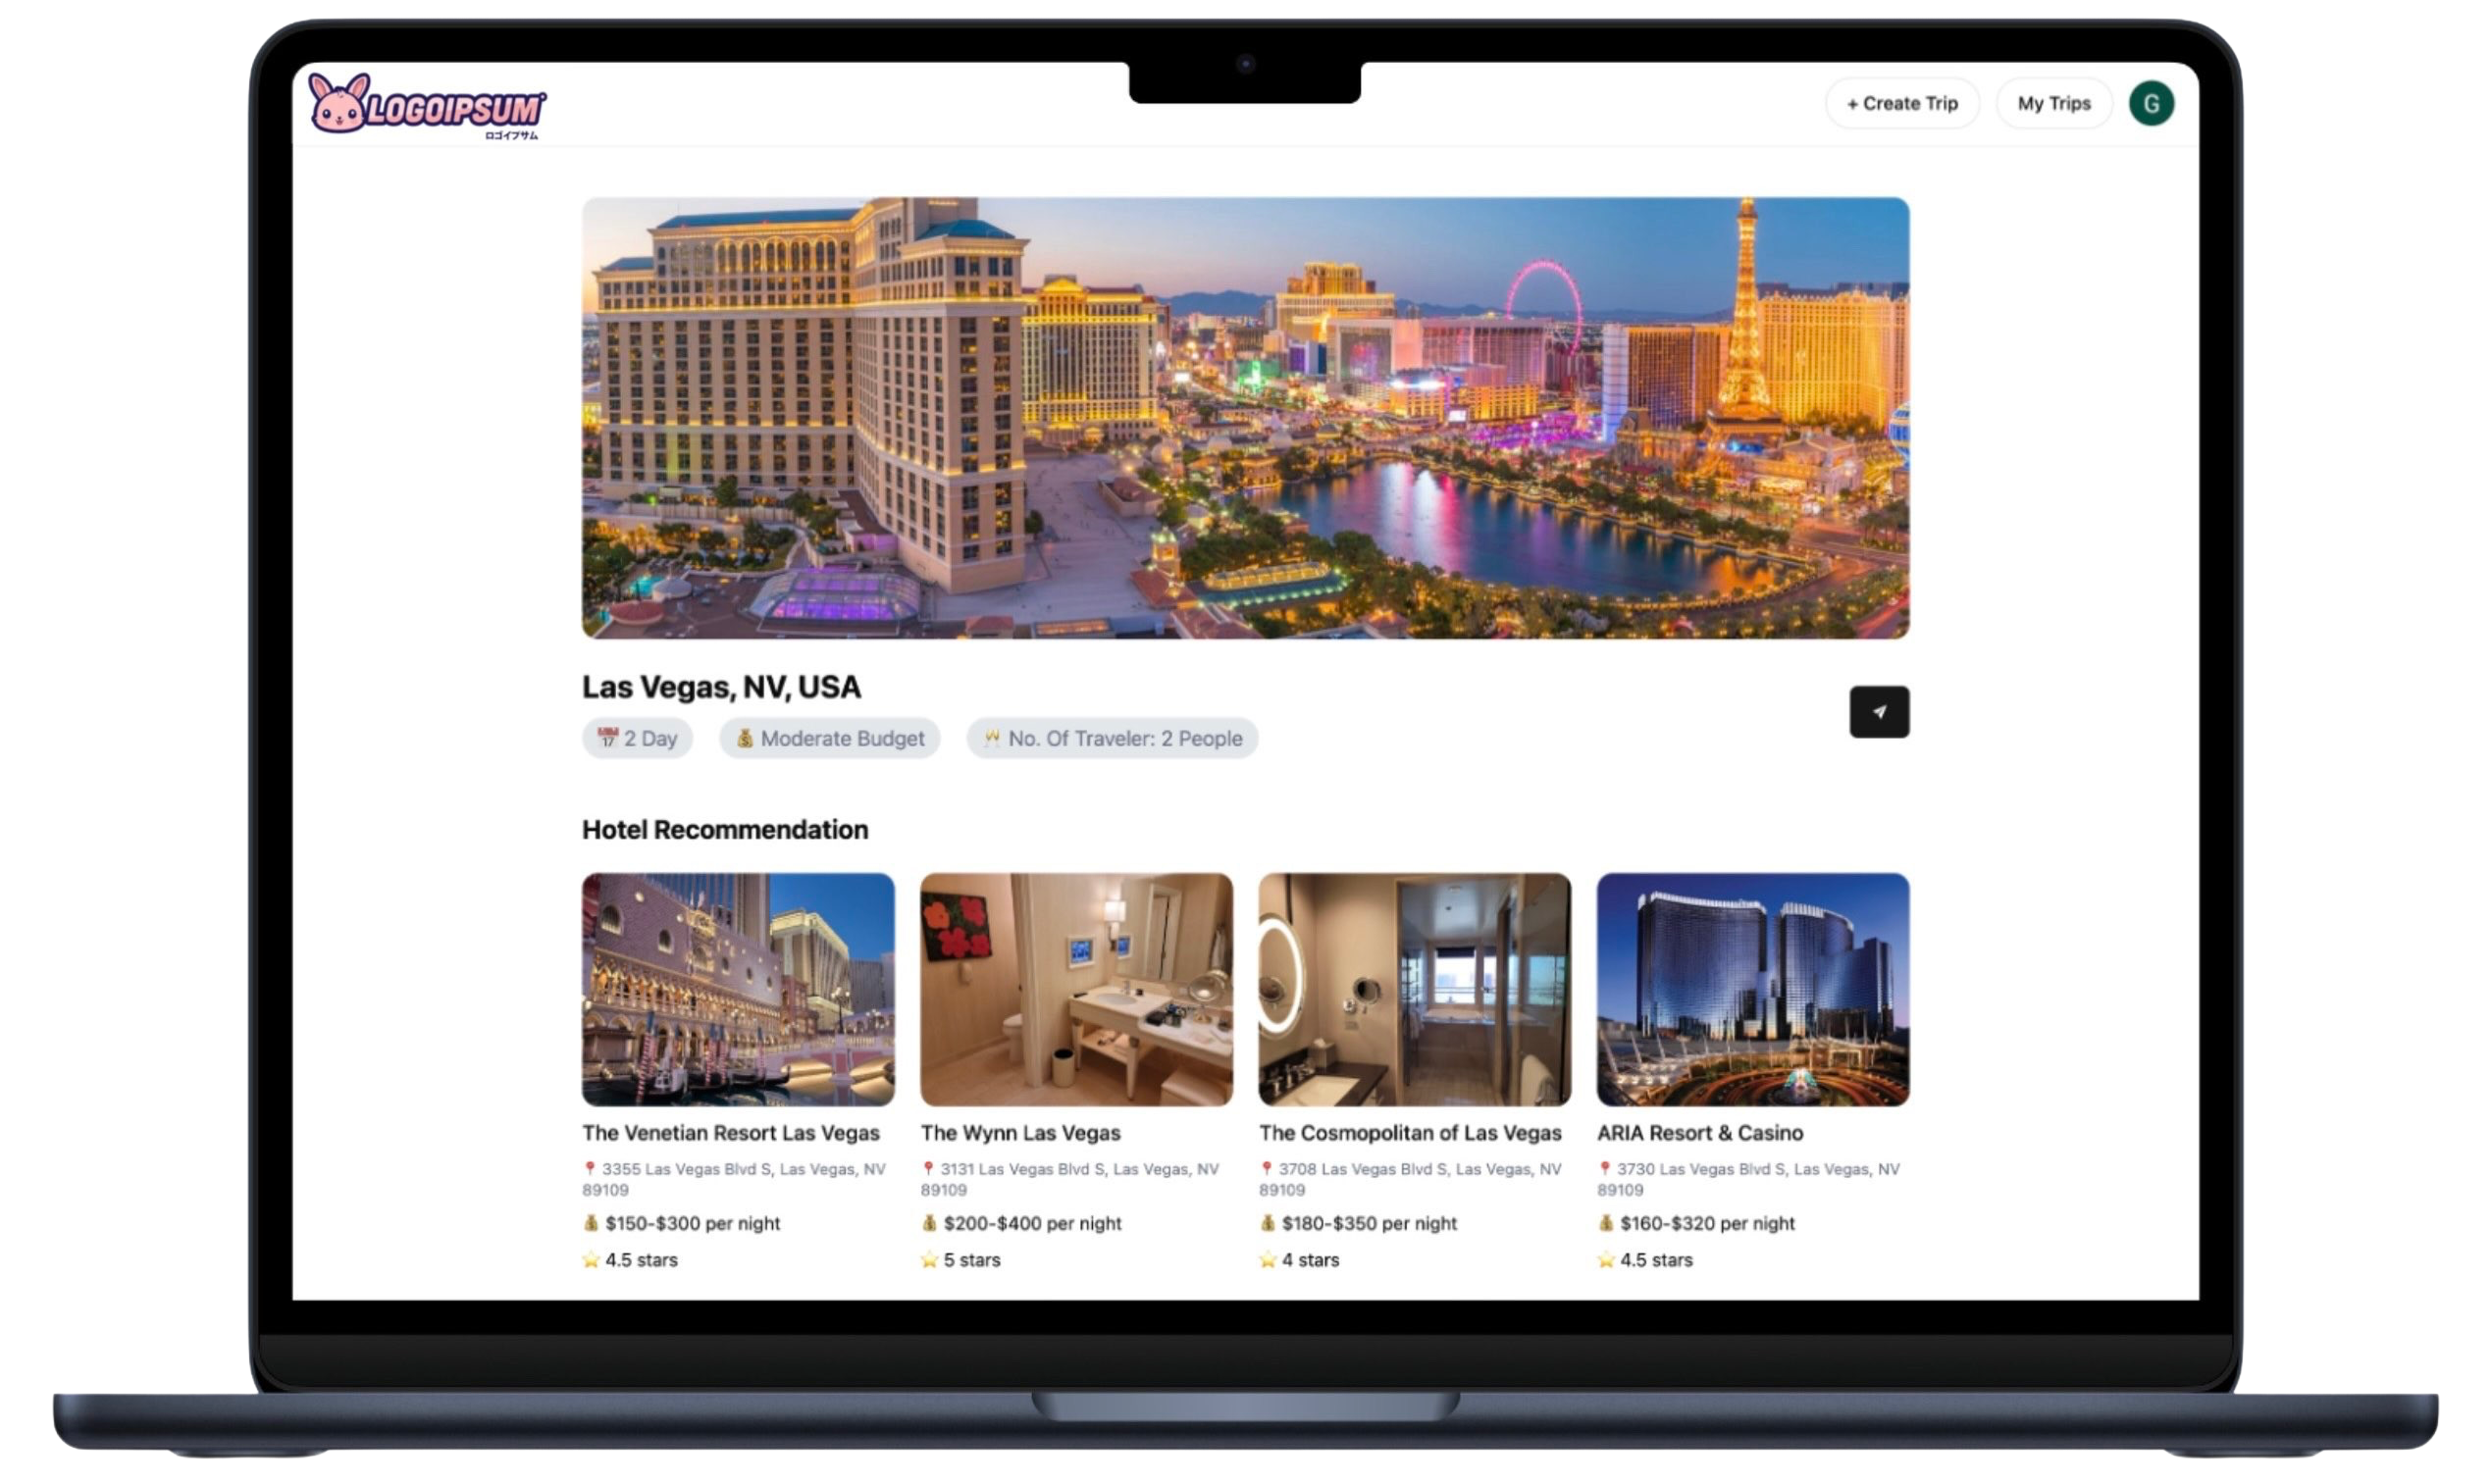 LOGOIPSUM
ロゴイプサム
+ Create Trip
My Trips
G
Las Vegas, NV, USA
17 2 Day
Moderate Budget
No. Of Traveler: 2 People
Hotel Recommendation
The Venetian Resort Las Vegas
3355 Las Vegas Blvd S, Las Vegas, NV
89109
$150-$300 per night
4.5 stars
The Wynn Las Vegas
3131 Las Vegas Blvd S, Las Vegas, NV
89109
$200-$400 per night
5 stars
The Cosmopolitan of Las Vegas
3708 Las Vegas Blvd S, Las Vegas, NV
89109
$180-$350 per night
4 stars
ARIA Resort & Casino
3730 Las Vegas Blvd S, Las Vegas, NV
89109
$160-$320 per night
4.5 stars